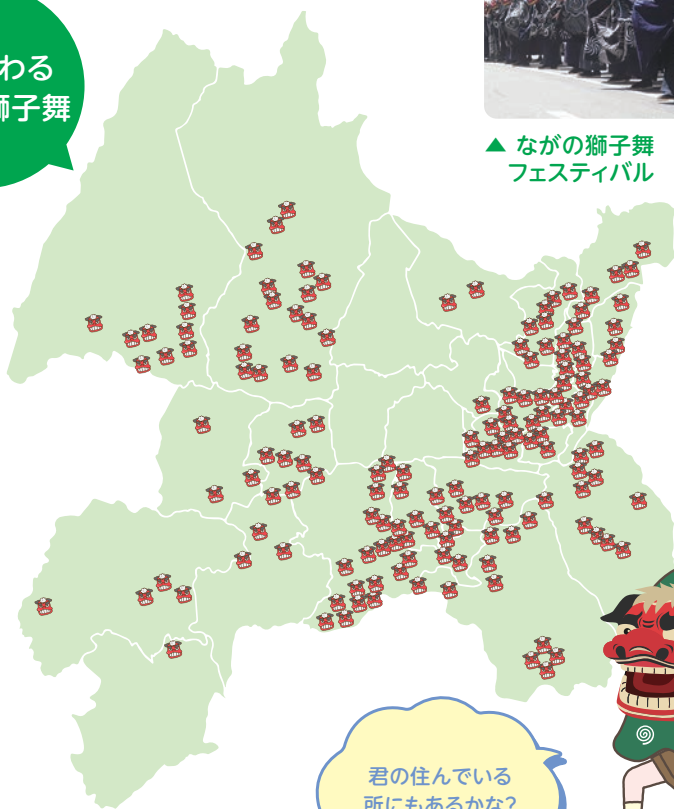 わる
獅子舞
▲ ながの獅子舞
フェスティバル
君の住んでいる
所にもあるかな?